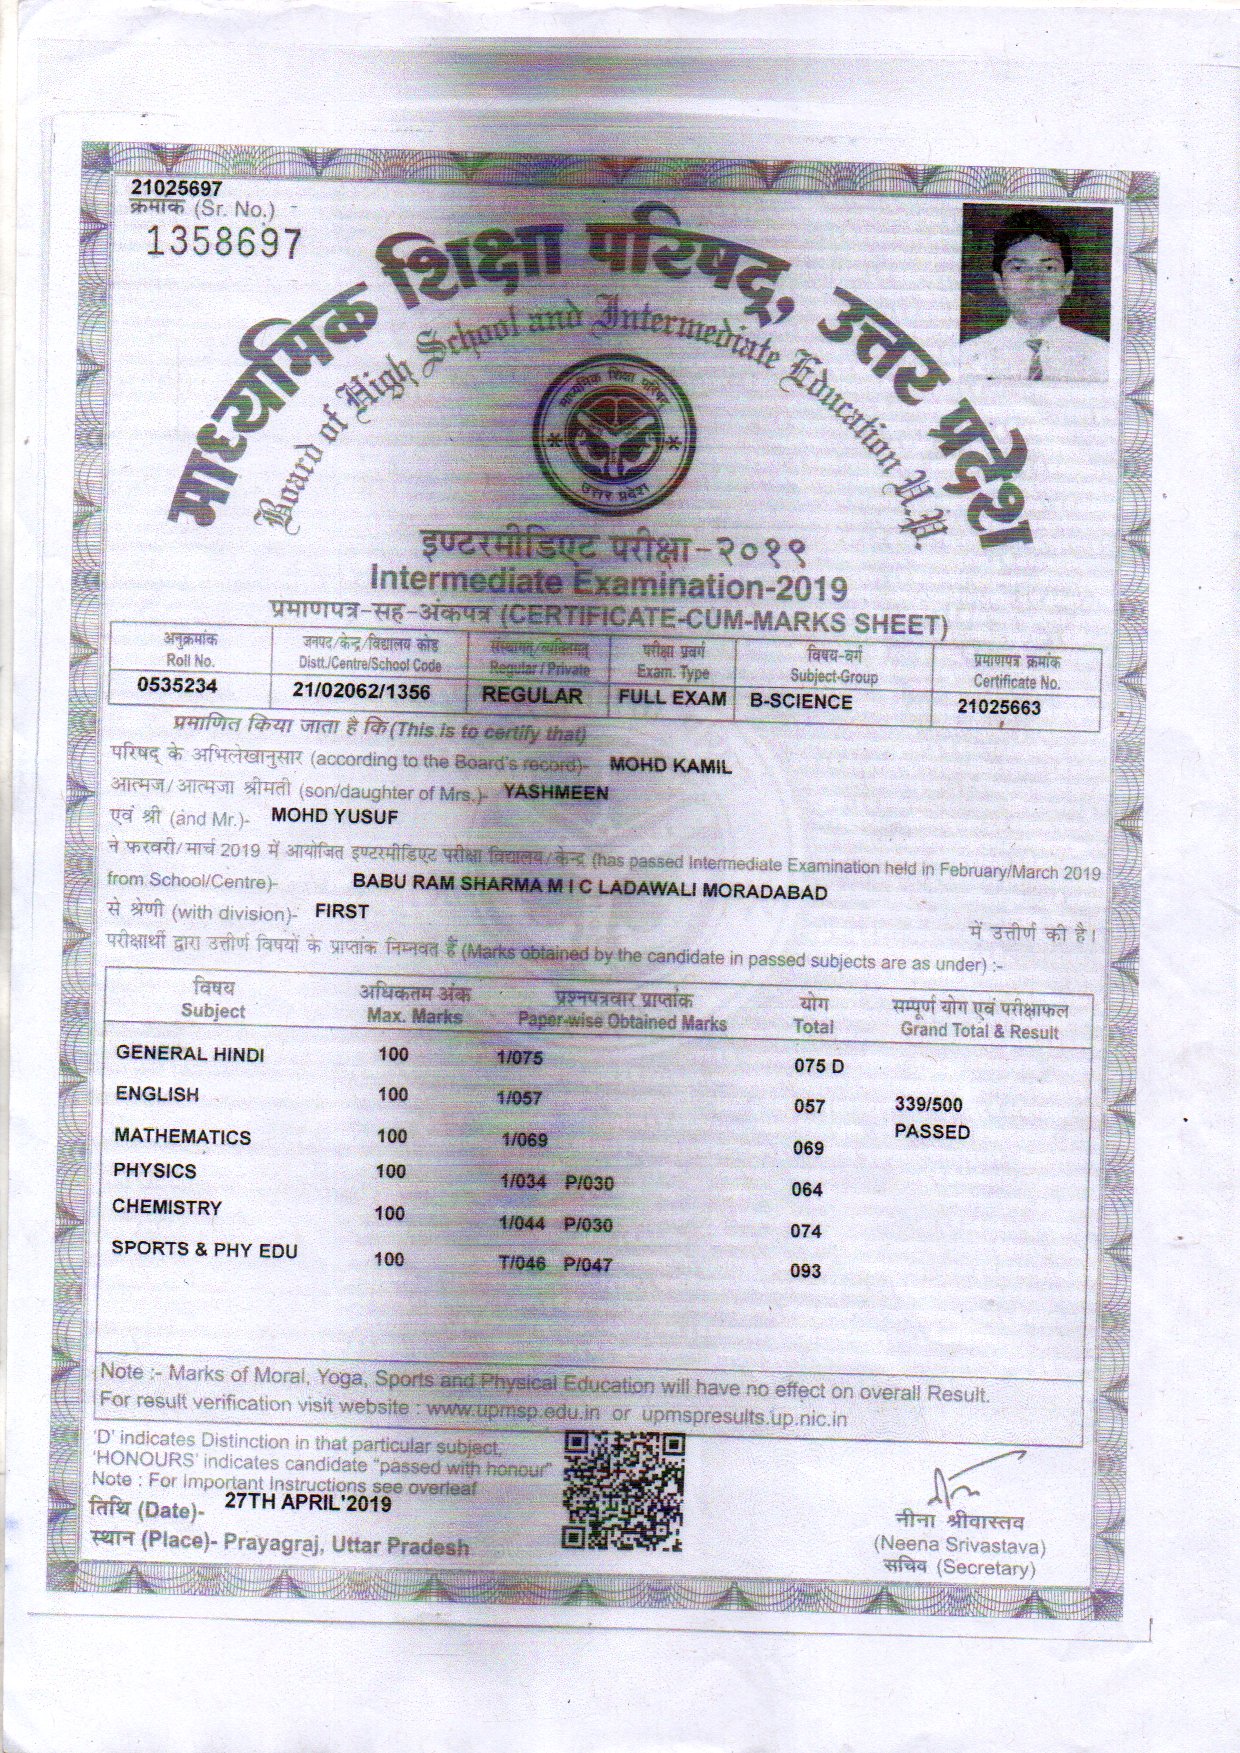 21025697
क्रमांक (Sr. No.)
1358697
माध्यमिक शिक्षा परिषद्, उत्तर प्रदेश
Board of High School and Intermediate Education U.P.
माध्यमिक शिक्षा परिषद
उत्तर प्रदेश
इण्टरमीडिएट परीक्षा-२०१९
Intermediate Examination-2019
प्रमाणपत्र-सह-अंकपत्र (CERTIFICATE-CUM-MARKS SHEET)
अनुक्रमांक जनपद/केन्द्र/विद्यालय कोड संस्थागत/व्यक्तिगत परीक्षा प्रवर्ग विषय-वर्ग प्रमाणपत्र क्रमांक
Roll No. Distt./Centre/School Code Regular / Private Exam. Type Subject-Group Certificate No.
0535234 21/02062/1356 REGULAR FULL EXAM B-SCIENCE 21025663
प्रमाणित किया जाता है कि (This is to certify that)
परिषद् के अभिलेखानुसार (according to the Board's record)- MOHD KAMIL
आत्मज/आत्मजा श्रीमती (son/daughter of Mrs.)- YASHMEEN
एवं श्री (and Mr.)- MOHD YUSUF
ने फरवरी/मार्च 2019 में आयोजित इण्टरमीडिएट परीक्षा विद्यालय/केन्द्र (has passed Intermediate Examination held in February/March 2019
from School/Centre)- BABU RAM SHARMA M I C LADAWALI MORADABAD
से श्रेणी (with division)- FIRST में उत्तीर्ण की है।
परीक्षार्थी द्वारा उत्तीर्ण विषयों के प्राप्तांक निम्नवत हैं (Marks obtained by the candidate in passed subjects are as under) :-
विषय अधिकतम अंक प्रश्नपत्रवार प्राप्तांक योग सम्पूर्ण योग एवं परीक्षाफल
Subject Max. Marks Paper-wise Obtained Marks Total Grand Total & Result
GENERAL HINDI 100 1/075 075 D
ENGLISH 100 1/057 057 339/500
PASSED
MATHEMATICS 100 1/069 069
PHYSICS 100 1/034 P/030 064
CHEMISTRY 100 1/044 P/030 074
SPORTS & PHY EDU 100 T/046 P/047 093
Note :- Marks of Moral, Yoga, Sports and Physical Education will have no effect on overall Result.
For result verification visit website : www.upmsp.edu.in or upmspresults.up.nic.in
'D' indicates Distinction in that particular subject,
'HONOURS' indicates candidate "passed with honour"
Note : For Important Instructions see overleaf
तिथि (Date)- 27TH APRIL'2019
स्थान (Place)- Prayagraj, Uttar Pradesh
नीना श्रीवास्तव
(Neena Srivastava)
सचिव (Secretary)